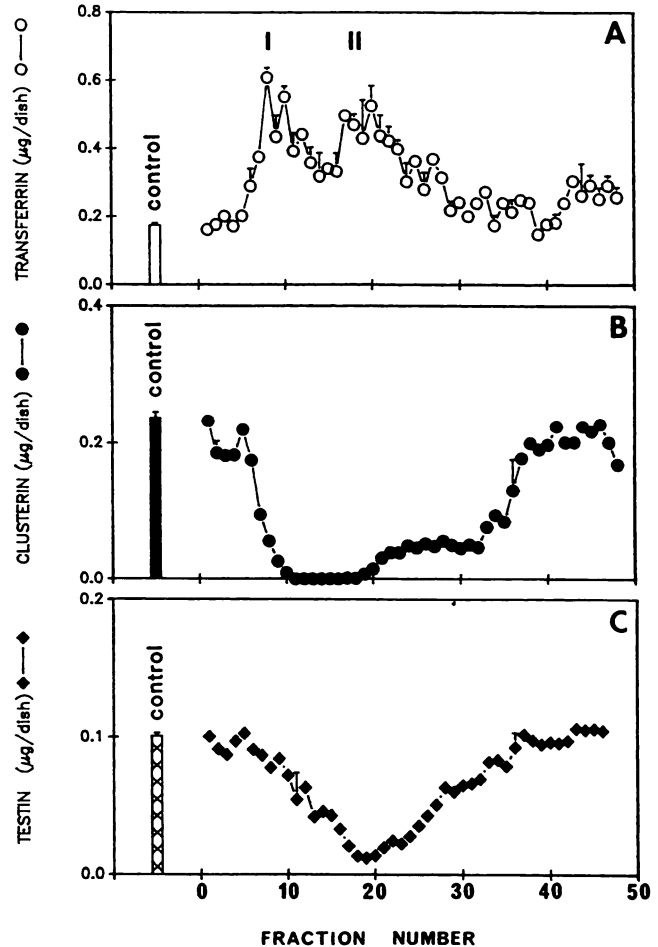 TRANSFERRIN (µg/dish)
0.8
0.6
0.4
0.2
0.0
control
I
II
A
CLUSTERIN (µg/dish)
0.4
0.2
0.0
control
B
TESTIN (µg/dish)
0.2
0.1
0.0
control
C
0 10 20 30 40 50
FRACTION NUMBER